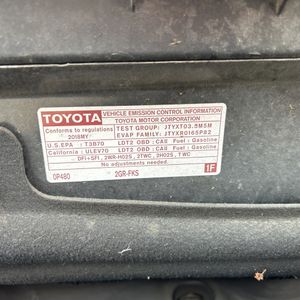 TOYOTA
VEHICLE EMISSION CONTROL INFORMATION
TOYOTA MOTOR CORPORATION
Conforms to regulations
2018MY
TEST GROUP: JTYXT03.5M5M
EVAP FAMILY: JTYXR0165P82
U.S.EPA : T3B70 LDT2 OBD : CAⅡ Fuel : Gasoline
California : ULEV70 LDT2 OBD : CAⅡ Fuel : Gasoline
DFI+SFI, 2WR-HO2S, 2TWC, 2HO2S, TWC
No adjustments needed.
0P480
2GR-FKS
1F